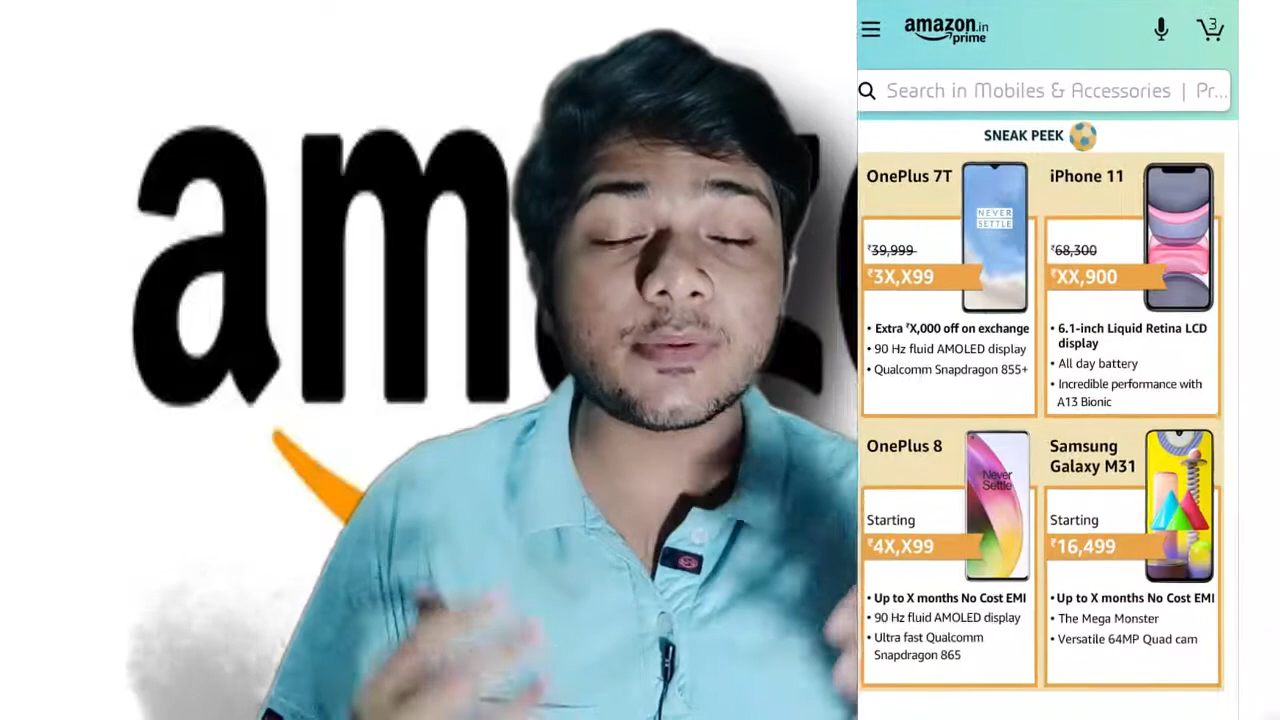 am
amazon.in
prime
3
Search in Mobiles & Accessories | Pr...
SNEAK PEEK
OnePlus 7T
NEVER
SETTLE
₹39,999
₹3X,X99
• Extra ₹X,000 off on exchange
• 90 Hz fluid AMOLED display
• Qualcomm Snapdragon 855+
iPhone 11
₹68,300
₹XX,900
• 6.1-inch Liquid Retina LCD
display
• All day battery
• Incredible performance with
A13 Bionic
OnePlus 8
Never
Settle
Starting
₹4X,X99
• Up to X months No Cost EMI
• 90 Hz fluid AMOLED display
• Ultra fast Qualcomm
Snapdragon 865
Samsung
Galaxy M31
Starting
₹16,499
• Up to X months No Cost EMI
• The Mega Monster
• Versatile 64MP Quad cam